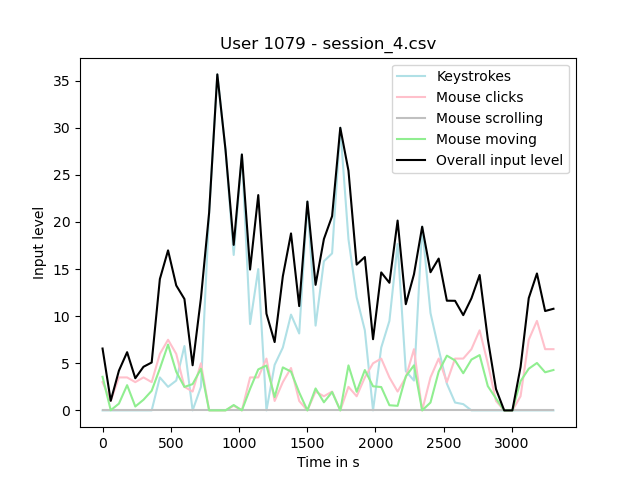 User 1079 - session_4.csv
Keystrokes
Mouse clicks
Mouse scrolling
Mouse moving
Overall input level
Input level
35
30
25
20
15
10
5
0
0 500 1000 1500 2000 2500 3000
Time in s